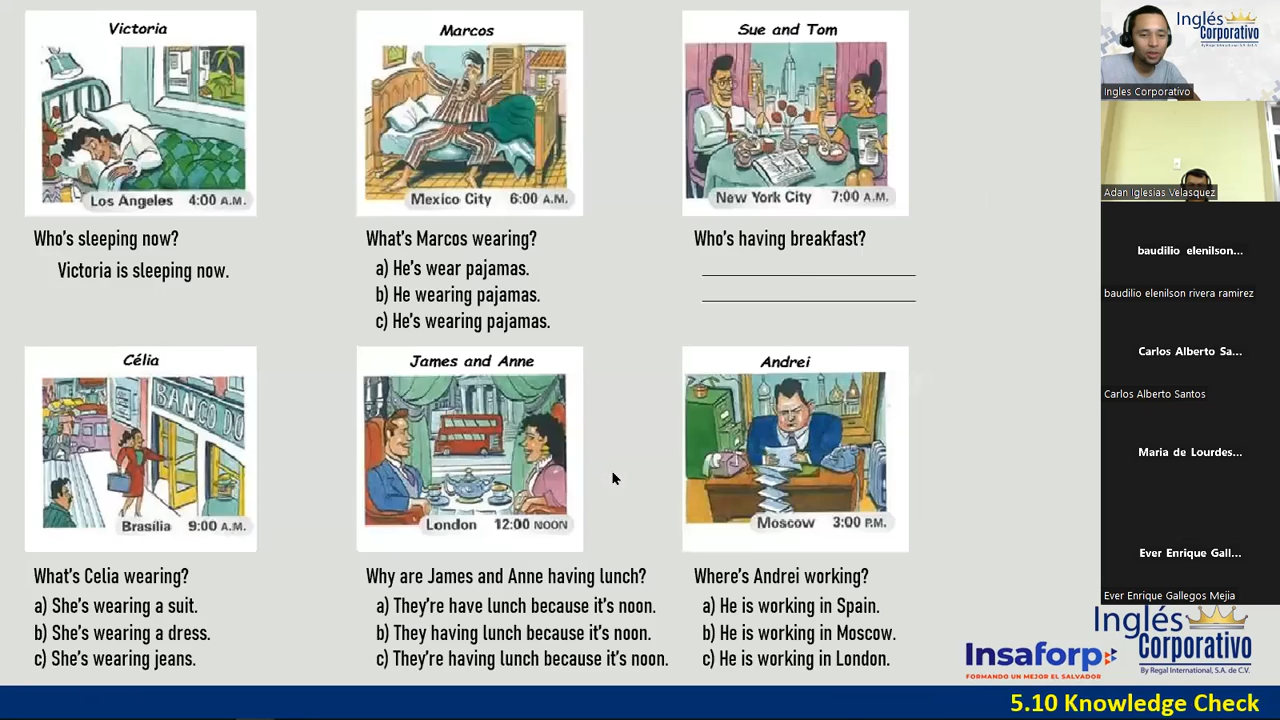 Victoria
Los Angeles 4:00 A.M.
Who's sleeping now?
Victoria is sleeping now.
Marcos
Mexico City 6:00 A.M.
What's Marcos wearing?
a) He's wear pajamas.
b) He wearing pajamas.
c) He's wearing pajamas.
Sue and Tom
New York City 7:00 A.M.
Who's having breakfast?
Célia
BANCO DO
Brasília 9:00 A.M.
What's Celia wearing?
a) She's wearing a suit.
b) She's wearing a dress.
c) She's wearing jeans.
James and Anne
London 12:00 NOON
Why are James and Anne having lunch?
a) They're have lunch because it's noon.
b) They having lunch because it's noon.
c) They're having lunch because it's noon.
Andrei
Moscow 3:00 P.M.
Where's Andrei working?
a) He is working in Spain.
b) He is working in Moscow.
c) He is working in London.
Inglés
Corporativo
By Regal International, S.A. de C.V.
Ingles Corporativo
Adan Iglesias Velasquez
baudilio elenilson...
baudilio elenilson rivera ramirez
Carlos Alberto Sa...
Carlos Alberto Santos
Maria de Lourdes...
Ever Enrique Gall...
Ever Enrique Gallegos Mejia
Insaforp
FORMANDO UN MEJOR EL SALVADOR
Inglés
Corporativo
By Regal International, S.A. de C.V.
5.10 Knowledge Check